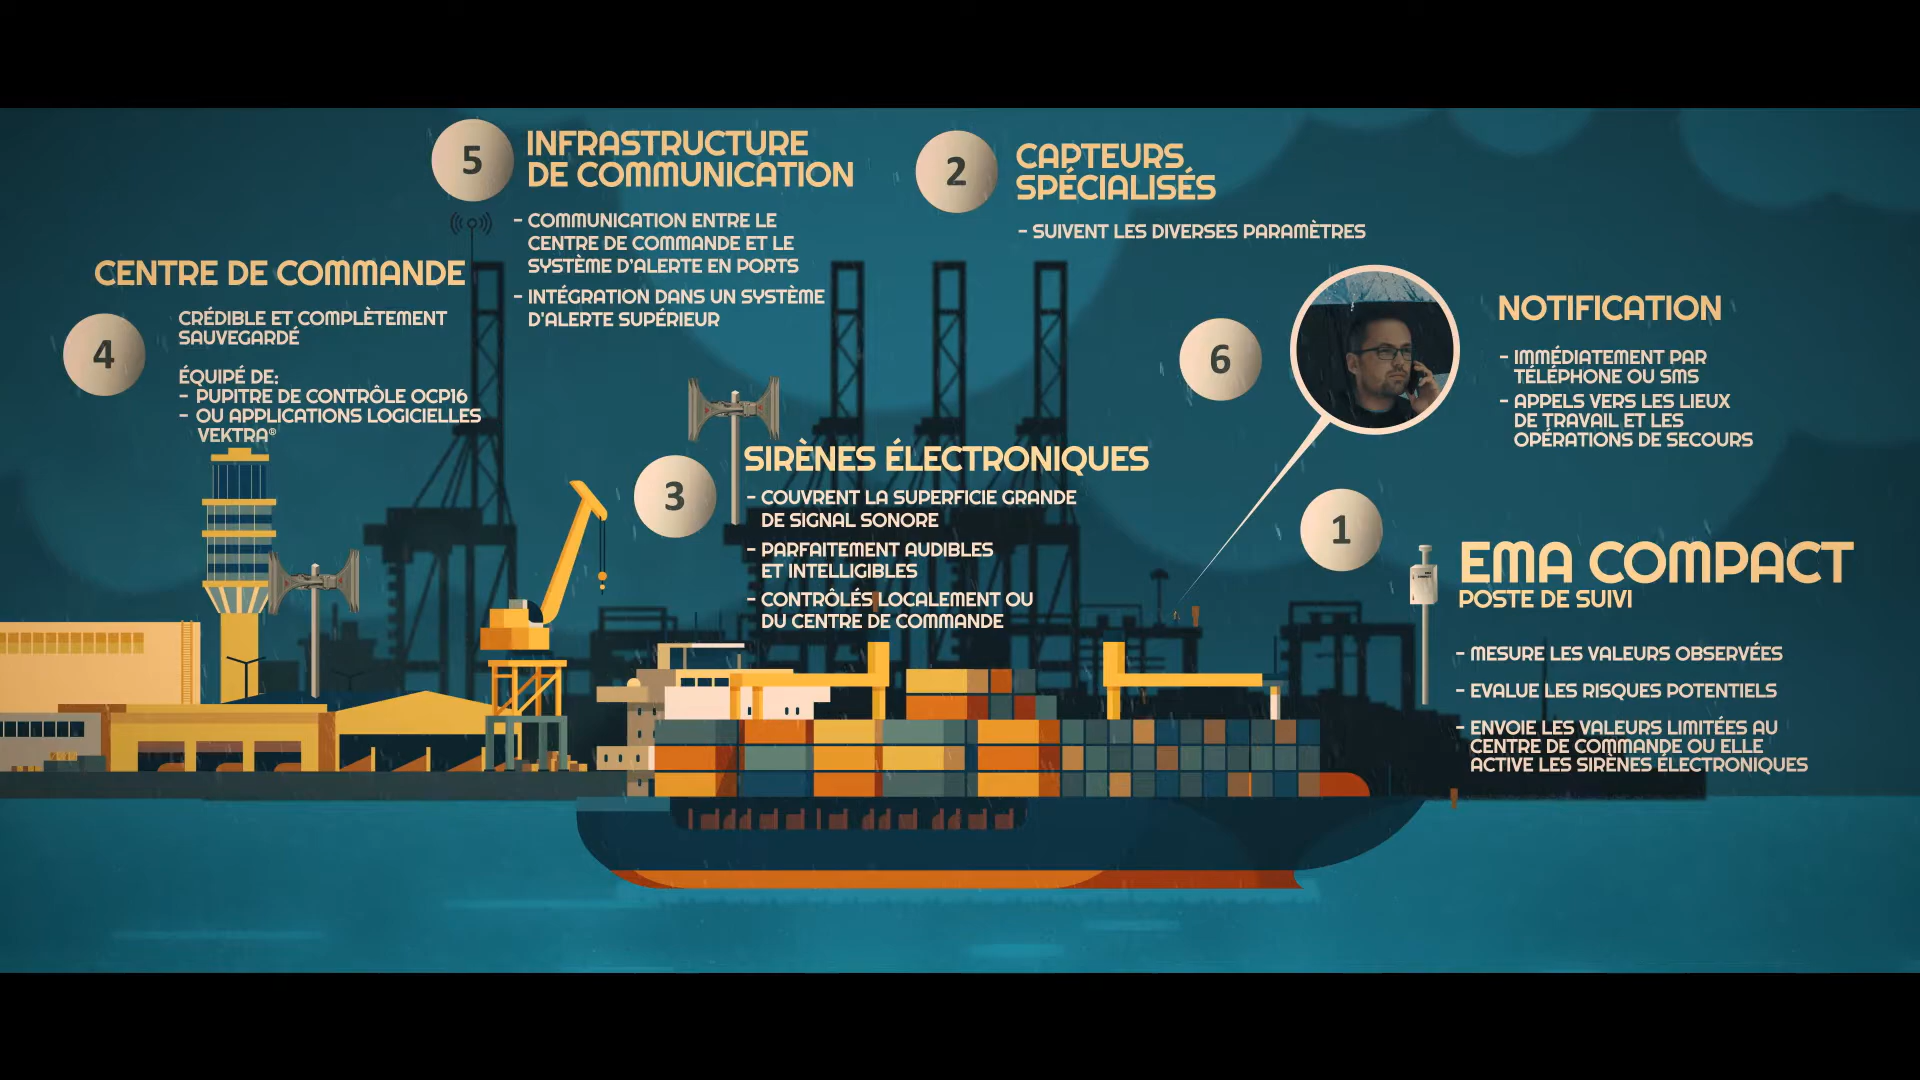 5
INFRASTRUCTURE
DE COMMUNICATION
- COMMUNICATION ENTRE LE
CENTRE DE COMMANDE ET LE
SYSTÈME D'ALERTE EN PORTS
- INTÉGRATION DANS UN SYSTÈME
D'ALERTE SUPÉRIEUR
2
CAPTEURS
SPÉCIALISÉS
- SUIVENT LES DIVERSES PARAMÈTRES
CENTRE DE COMMANDE
4
CRÉDIBLE ET COMPLÈTEMENT
SAUVEGARDÉ
ÉQUIPÉ DE:
- PUPITRE DE CONTRÔLE OCP16
- OU APPLICATIONS LOGICIELLES
VEKTRA®
6
NOTIFICATION
- IMMÉDIATEMENT PAR
TÉLÉPHONE OU SMS
- APPELS VERS LES LIEUX
DE TRAVAIL ET LES
OPÉRATIONS DE SECOURS
3
SIRÈNES ÉLECTRONIQUES
- COUVRENT LA SUPERFICIE GRANDE
DE SIGNAL SONORE
- PARFAITEMENT AUDIBLES
ET INTELLIGIBLES
- CONTRÔLÉS LOCALEMENT OU
DU CENTRE DE COMMANDE
1
EMA COMPACT
POSTE DE SUIVI
- MESURE LES VALEURS OBSERVÉES
- EVALUE LES RISQUES POTENTIELS
- ENVOIE LES VALEURS LIMITÉES AU
CENTRE DE COMMANDE OU ELLE
ACTIVE LES SIRÈNES ÉLECTRONIQUES